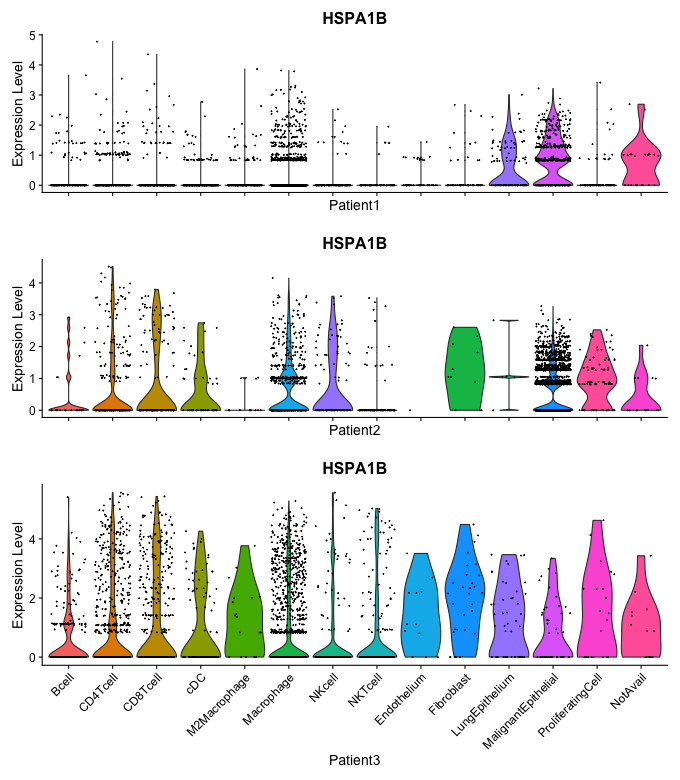 HSPA1B
Expression Level
5
4
3
2
1
0
Patient1
HSPA1B
Expression Level
4
3
2
1
0
Patient2
HSPA1B
Expression Level
4
2
0
Bcell
CD4Tcell
CD8Tcell
cDC
M2Macrophage
Macrophage
NKcell
NKTcell
Endothelium
Fibroblast
LungEpithelium
MalignantEpithelial
ProliferatingCell
NotAvail
Patient3